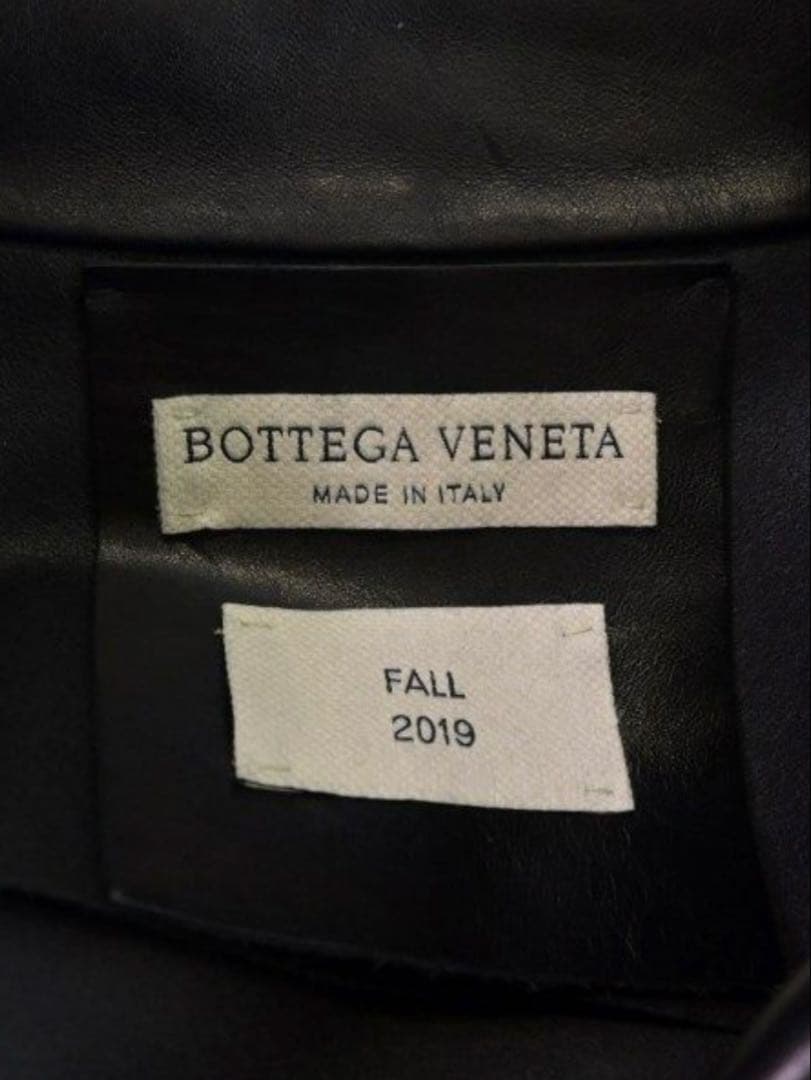 BOTTEGA VENETA
MADE IN ITALY
FALL
2019